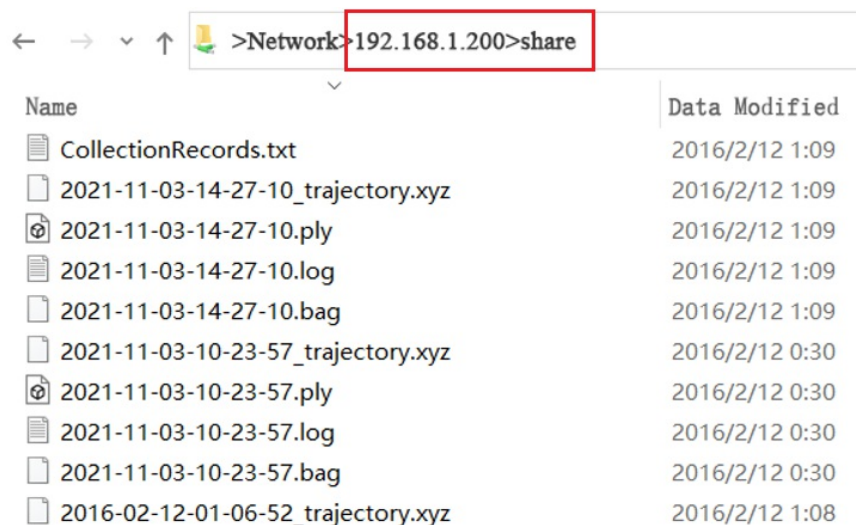 >Network>192.168.1.200>share
Name Data Modified
CollectionRecords.txt 2016/2/12 1:09
2021-11-03-14-27-10_trajectory.xyz 2016/2/12 1:09
2021-11-03-14-27-10.ply 2016/2/12 1:09
2021-11-03-14-27-10.log 2016/2/12 1:09
2021-11-03-14-27-10.bag 2016/2/12 1:09
2021-11-03-10-23-57_trajectory.xyz 2016/2/12 0:30
2021-11-03-10-23-57.ply 2016/2/12 0:30
2021-11-03-10-23-57.log 2016/2/12 0:30
2021-11-03-10-23-57.bag 2016/2/12 0:30
2016-02-12-01-06-52_trajectory.xyz 2016/2/12 1:08